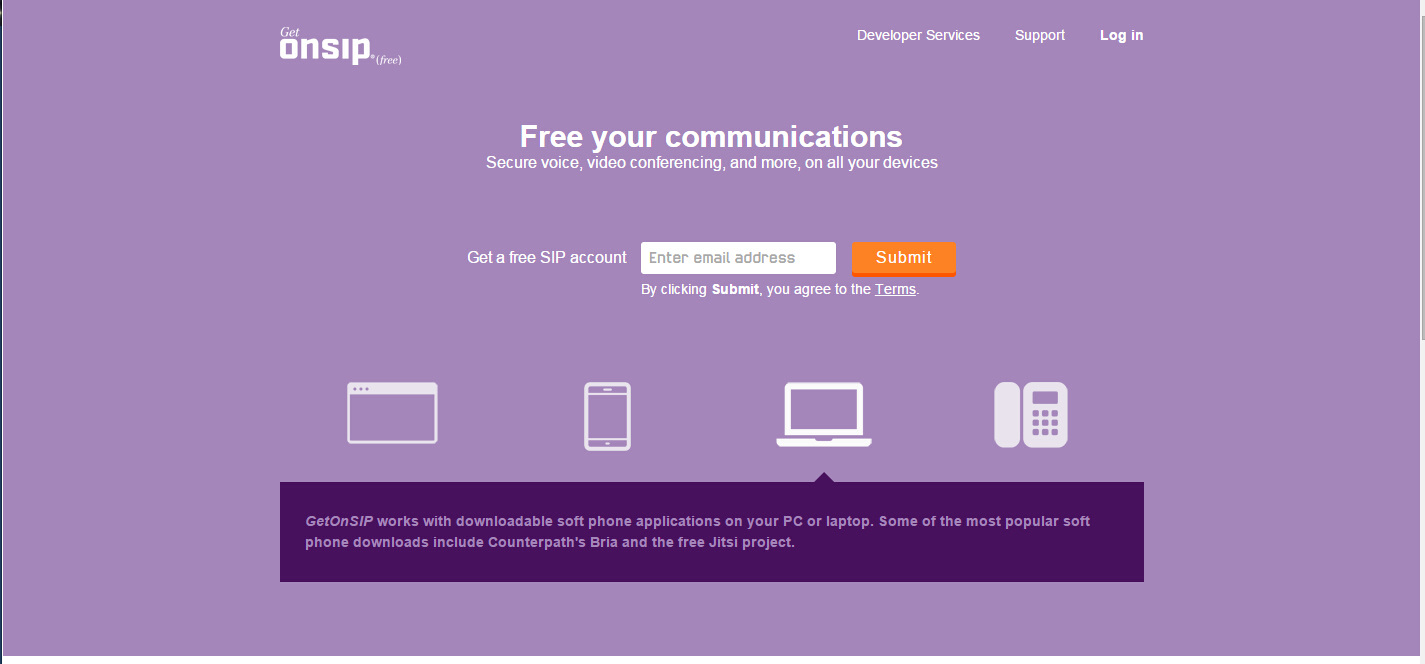 Get
onsip® (free)
Developer Services Support Log in
Free your communications
Secure voice, video conferencing, and more, on all your devices
Get a free SIP account Enter email address Submit
By clicking Submit, you agree to the Terms.
GetOnSIP works with downloadable soft phone applications on your PC or laptop. Some of the most popular soft
phone downloads include Counterpath's Bria and the free Jitsi project.